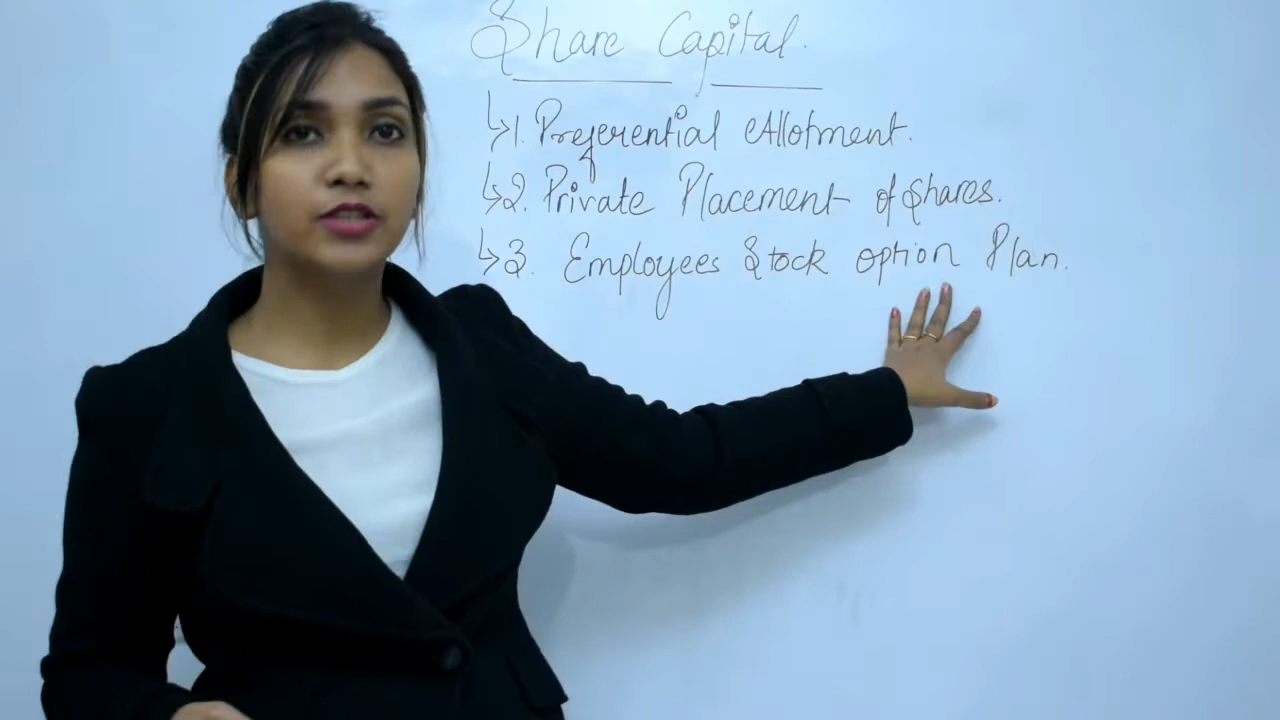 Share Capital.
↳1. Preferential Allotment.
↳2. Private Placement of Shares.
↳3. Employees Stock option Plan.